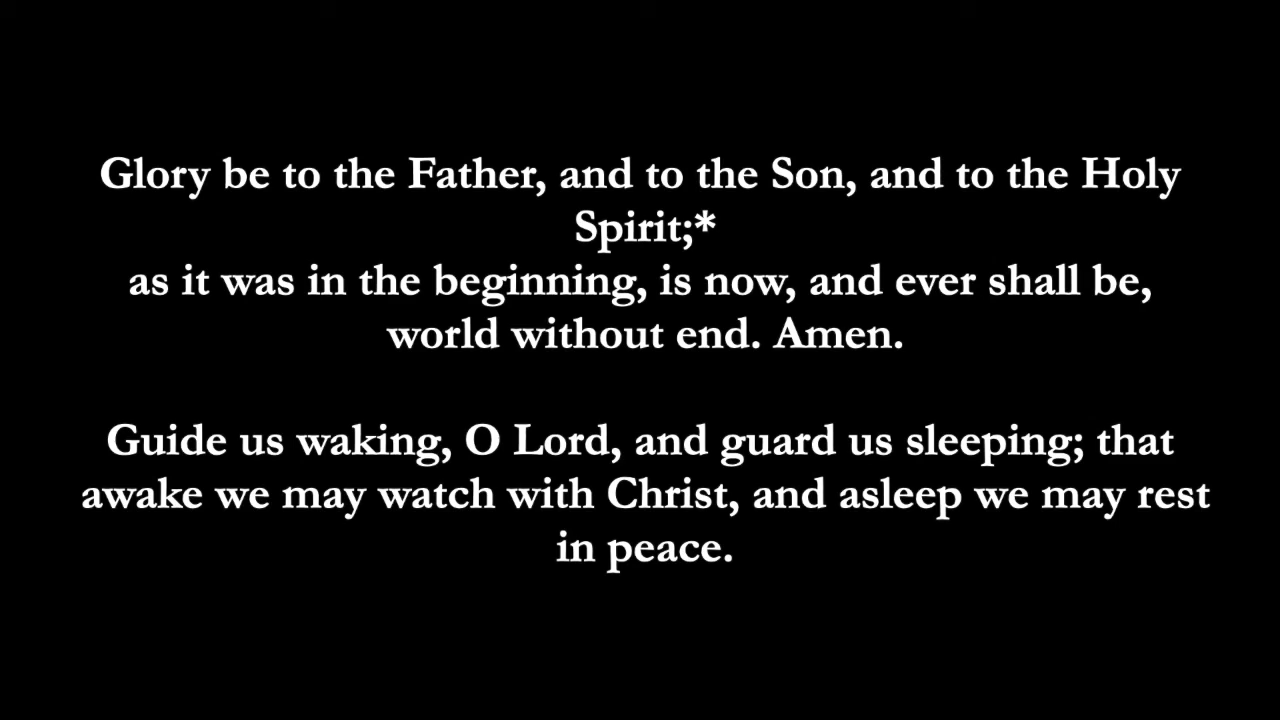 Glory be to the Father, and to the Son, and to the Holy
Spirit;*
as it was in the beginning, is now, and ever shall be,
world without end. Amen.
Guide us waking, O Lord, and guard us sleeping; that
awake we may watch with Christ, and asleep we may rest
in peace.